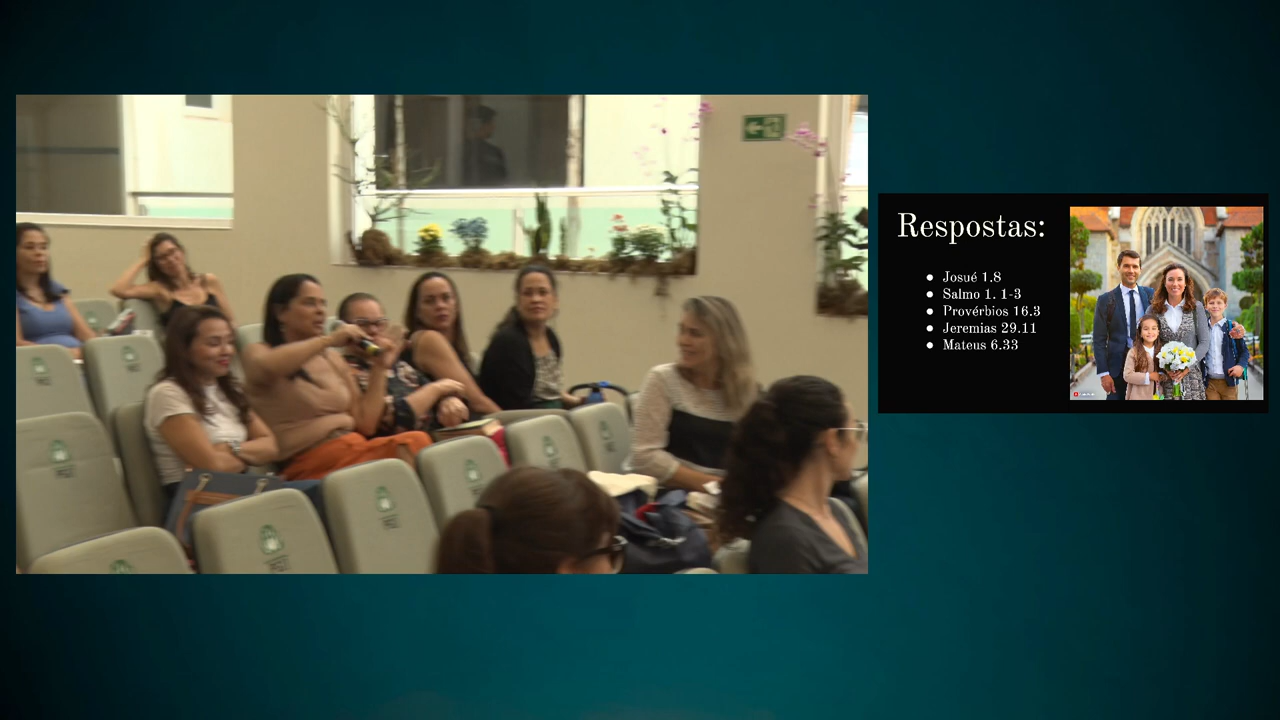 Respostas:
● Josué 1.8
● Salmo 1. 1-3
● Provérbios 16.3
● Jeremias 29.11
● Mateus 6.33